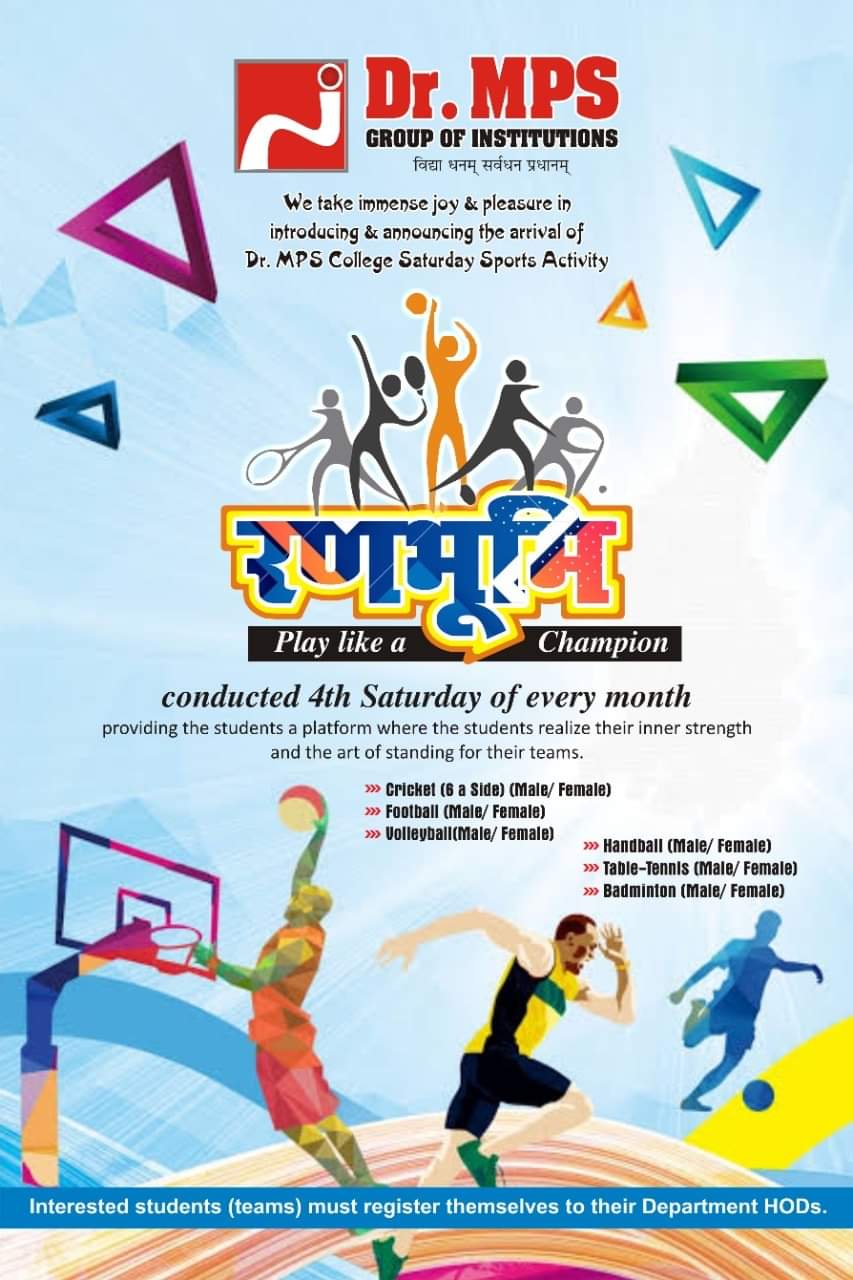 Dr. MPS
GROUP OF INSTITUTIONS
विद्या धनम् सर्वधन प्रधानम्
We take immense joy & pleasure in
introducing & announcing the arrival of
Dr. MPS College Saturday Sports Activity
रणभूमि
Play like a Champion
conducted 4th Saturday of every month
providing the students a platform where the students realize their inner strength
and the art of standing for their teams.
››› Cricket (6 a Side) (Male/ Female)
››› Football (Male/ Female)
››› Volleyball(Male/ Female)
››› Handball (Male/ Female)
››› Table-Tennis (Male/ Female)
››› Badminton (Male/ Female)
Interested students (teams) must register themselves to their Department HODs.